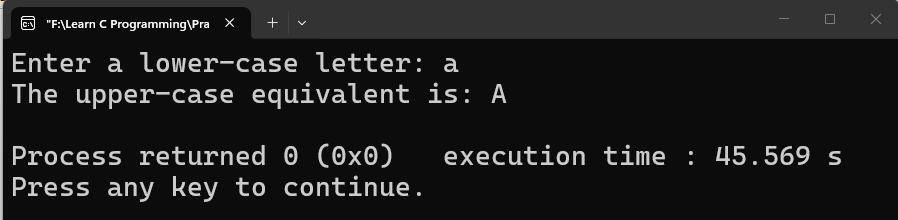 "F:\Learn C Programming\Pra
Enter a lower-case letter: a
The upper-case equivalent is: A
Process returned 0 (0x0)   execution time : 45.569 s
Press any key to continue.